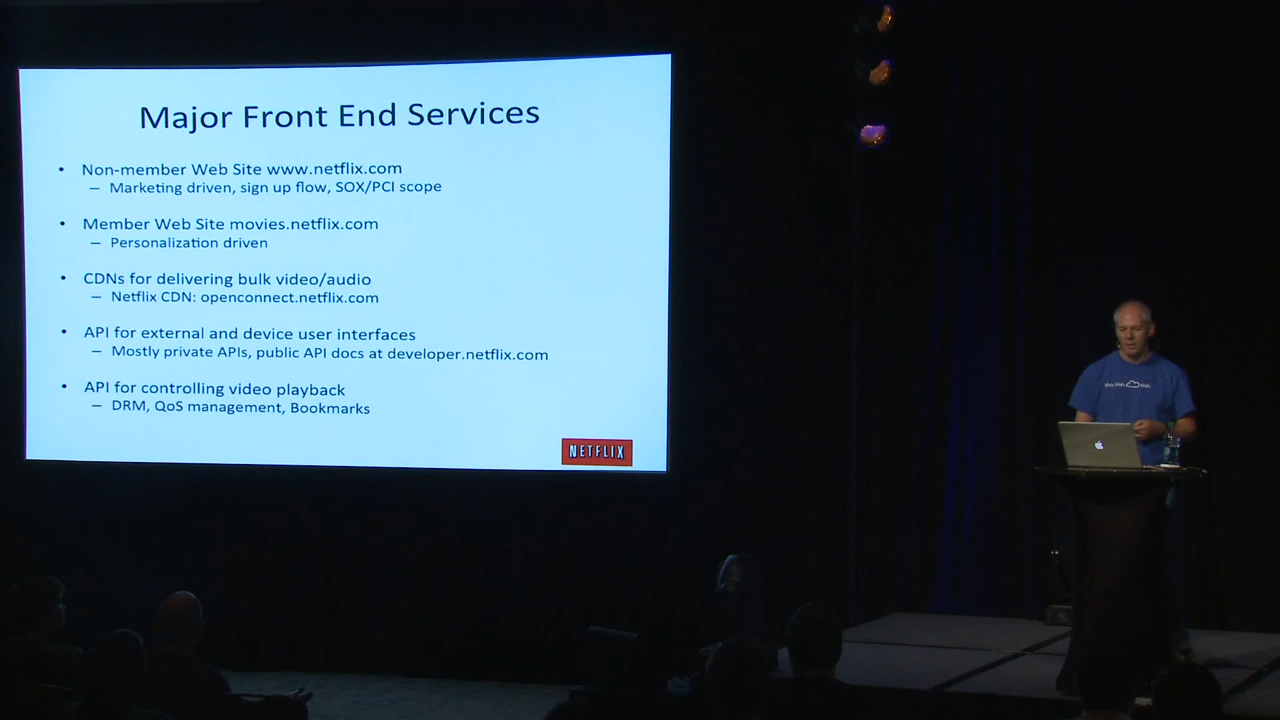 Major Front End Services
• Non-member Web Site www.netflix.com
– Marketing driven, sign up flow, SOX/PCI scope
• Member Web Site movies.netflix.com
– Personalization driven
• CDNs for delivering bulk video/audio
– Netflix CDN: openconnect.netflix.com
• API for external and device user interfaces
– Mostly private APIs, public API docs at developer.netflix.com
• API for controlling video playback
– DRM, QoS management, Bookmarks
NETFLIX